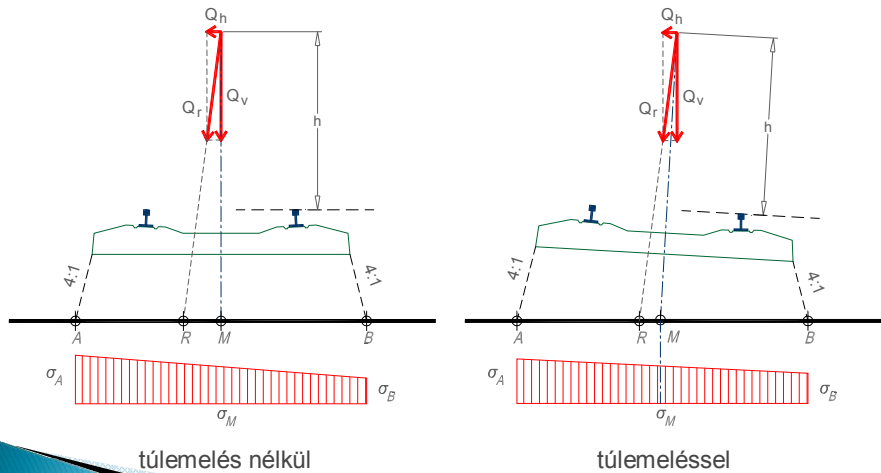 Qh
Qr
Qv
h
4:1
4:1
A
R
M
B
σA
σM
σB
túlemelés nélkül
Qh
Qr
Qv
h
4:1
4:1
A
R
M
B
σA
σM
σB
túlemeléssel